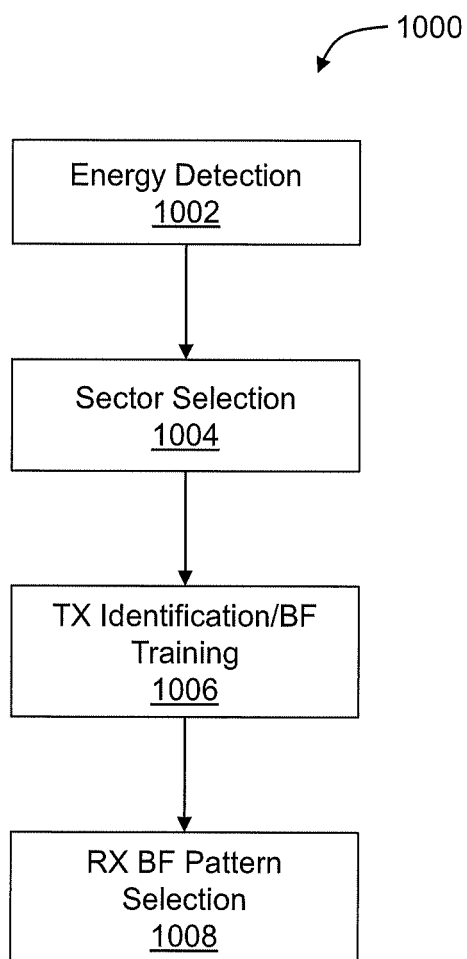 1000
Energy Detection
1002
Sector Selection
1004
TX Identification/BF
Training
1006
RX BF Pattern
Selection
1008